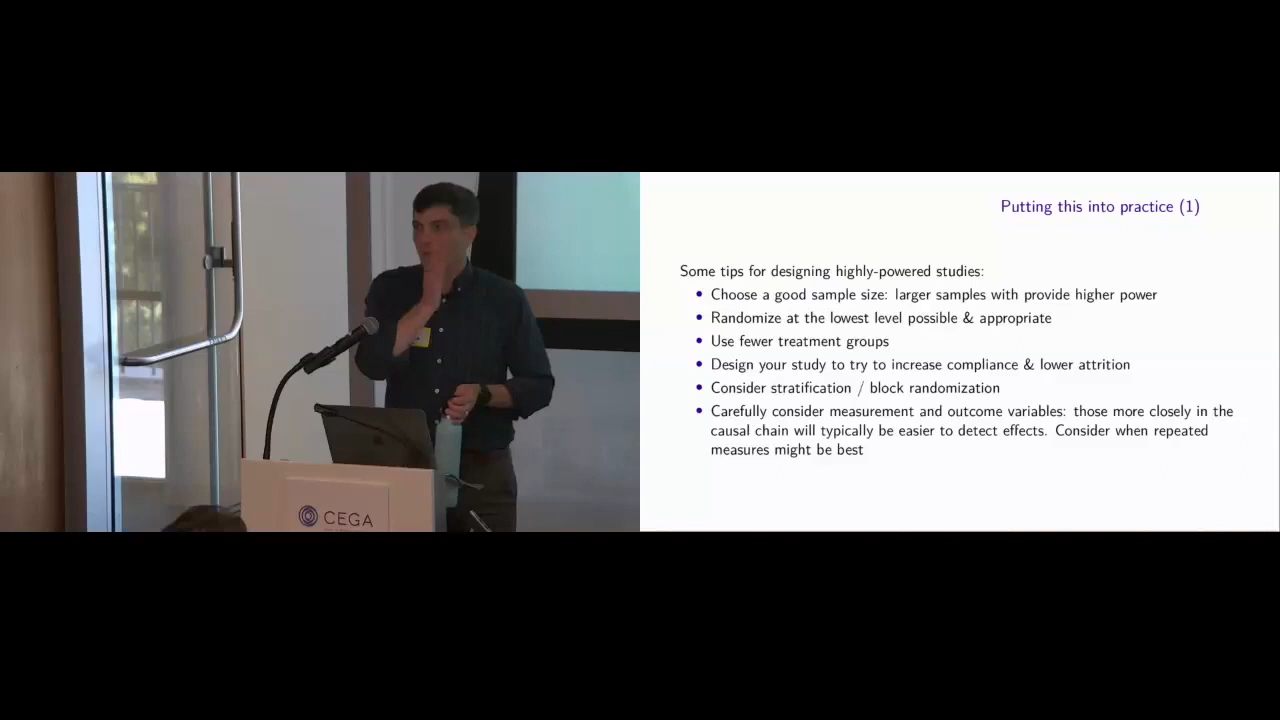 CEGA
Putting this into practice (1)
Some tips for designing highly-powered studies:
• Choose a good sample size: larger samples with provide higher power
• Randomize at the lowest level possible & appropriate
• Use fewer treatment groups
• Design your study to try to increase compliance & lower attrition
• Consider stratification / block randomization
• Carefully consider measurement and outcome variables: those more closely in the
causal chain will typically be easier to detect effects. Consider when repeated
measures might be best